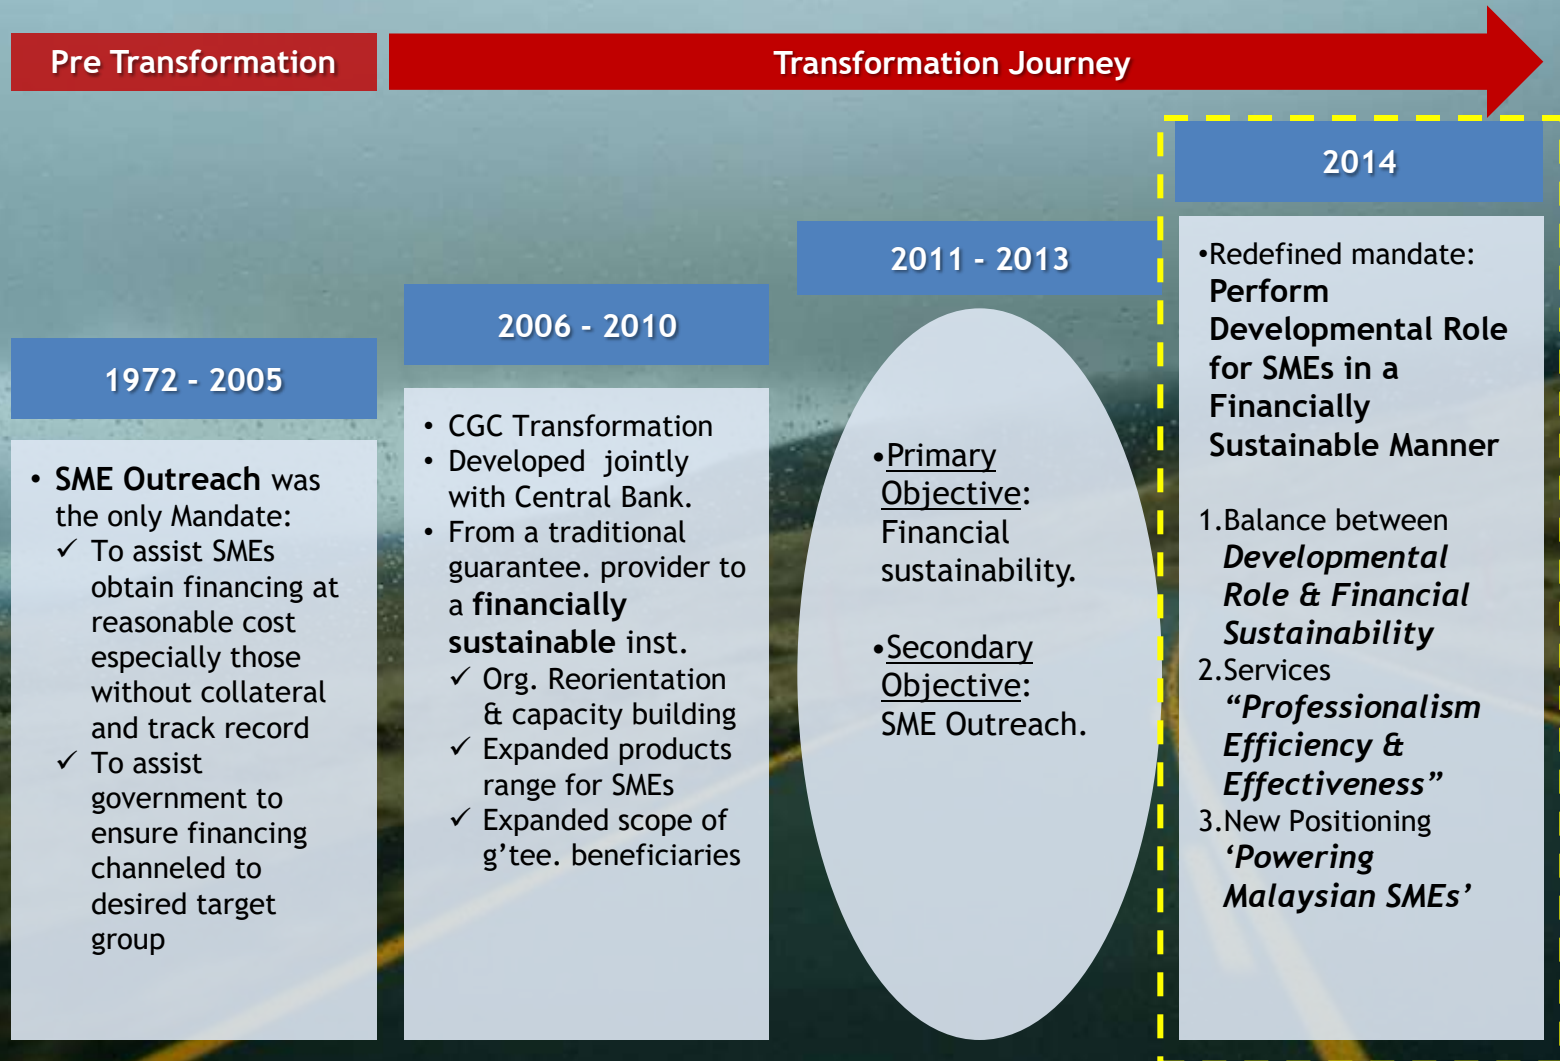 Pre Transformation
Transformation Journey
1972 - 2005
• SME Outreach was
the only Mandate:
✓ To assist SMEs
obtain financing at
reasonable cost
especially those
without collateral
and track record
✓ To assist
government to
ensure financing
channeled to
desired target
group
2006 - 2010
• CGC Transformation
• Developed jointly
with Central Bank.
• From a traditional
guarantee. provider to
a financially
sustainable inst.
✓ Org. Reorientation
& capacity building
✓ Expanded products
range for SMEs
✓ Expanded scope of
g’tee. beneficiaries
2011 - 2013
•Primary
Objective:
Financial
sustainability.
•Secondary
Objective:
SME Outreach.
2014
•Redefined mandate:
Perform
Developmental Role
for SMEs in a
Financially
Sustainable Manner
1.Balance between
Developmental
Role & Financial
Sustainability
2.Services
“Professionalism
Efficiency &
Effectiveness”
3.New Positioning
‘Powering
Malaysian SMEs’